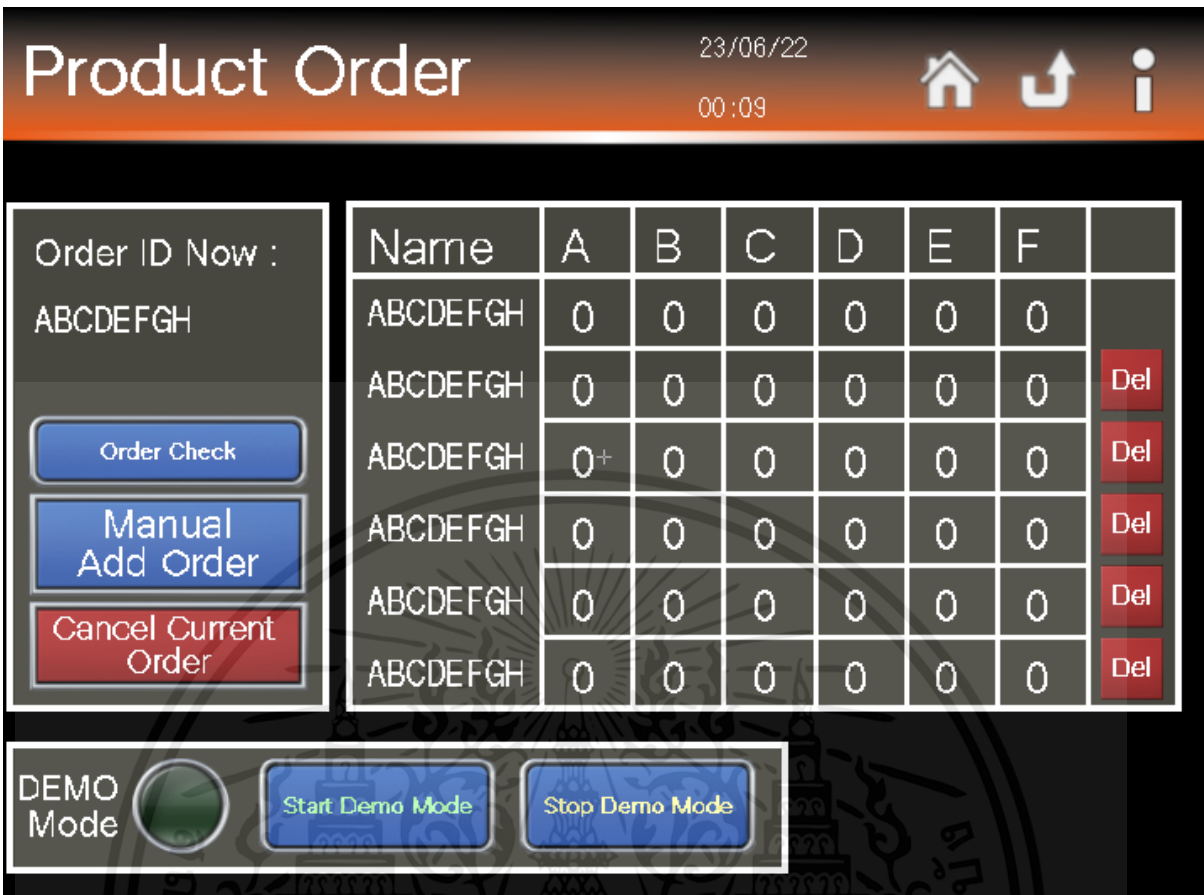 Product Order
23/06/22
00:09
Order ID Now :
ABCDEFGH
Order Check
Manual
Add Order
Cancel Current
Order
Name A B C D E F
ABCDEFGH 0 0 0 0 0 0
ABCDEFGH 0 0 0 0 0 0 Del
ABCDEFGH 0 0 0 0 0 0 Del
ABCDEFGH 0 0 0 0 0 0 Del
ABCDEFGH 0 0 0 0 0 0 Del
ABCDEFGH 0 0 0 0 0 0 Del
DEMO
Mode
Start Demo Mode
Stop Demo Mode